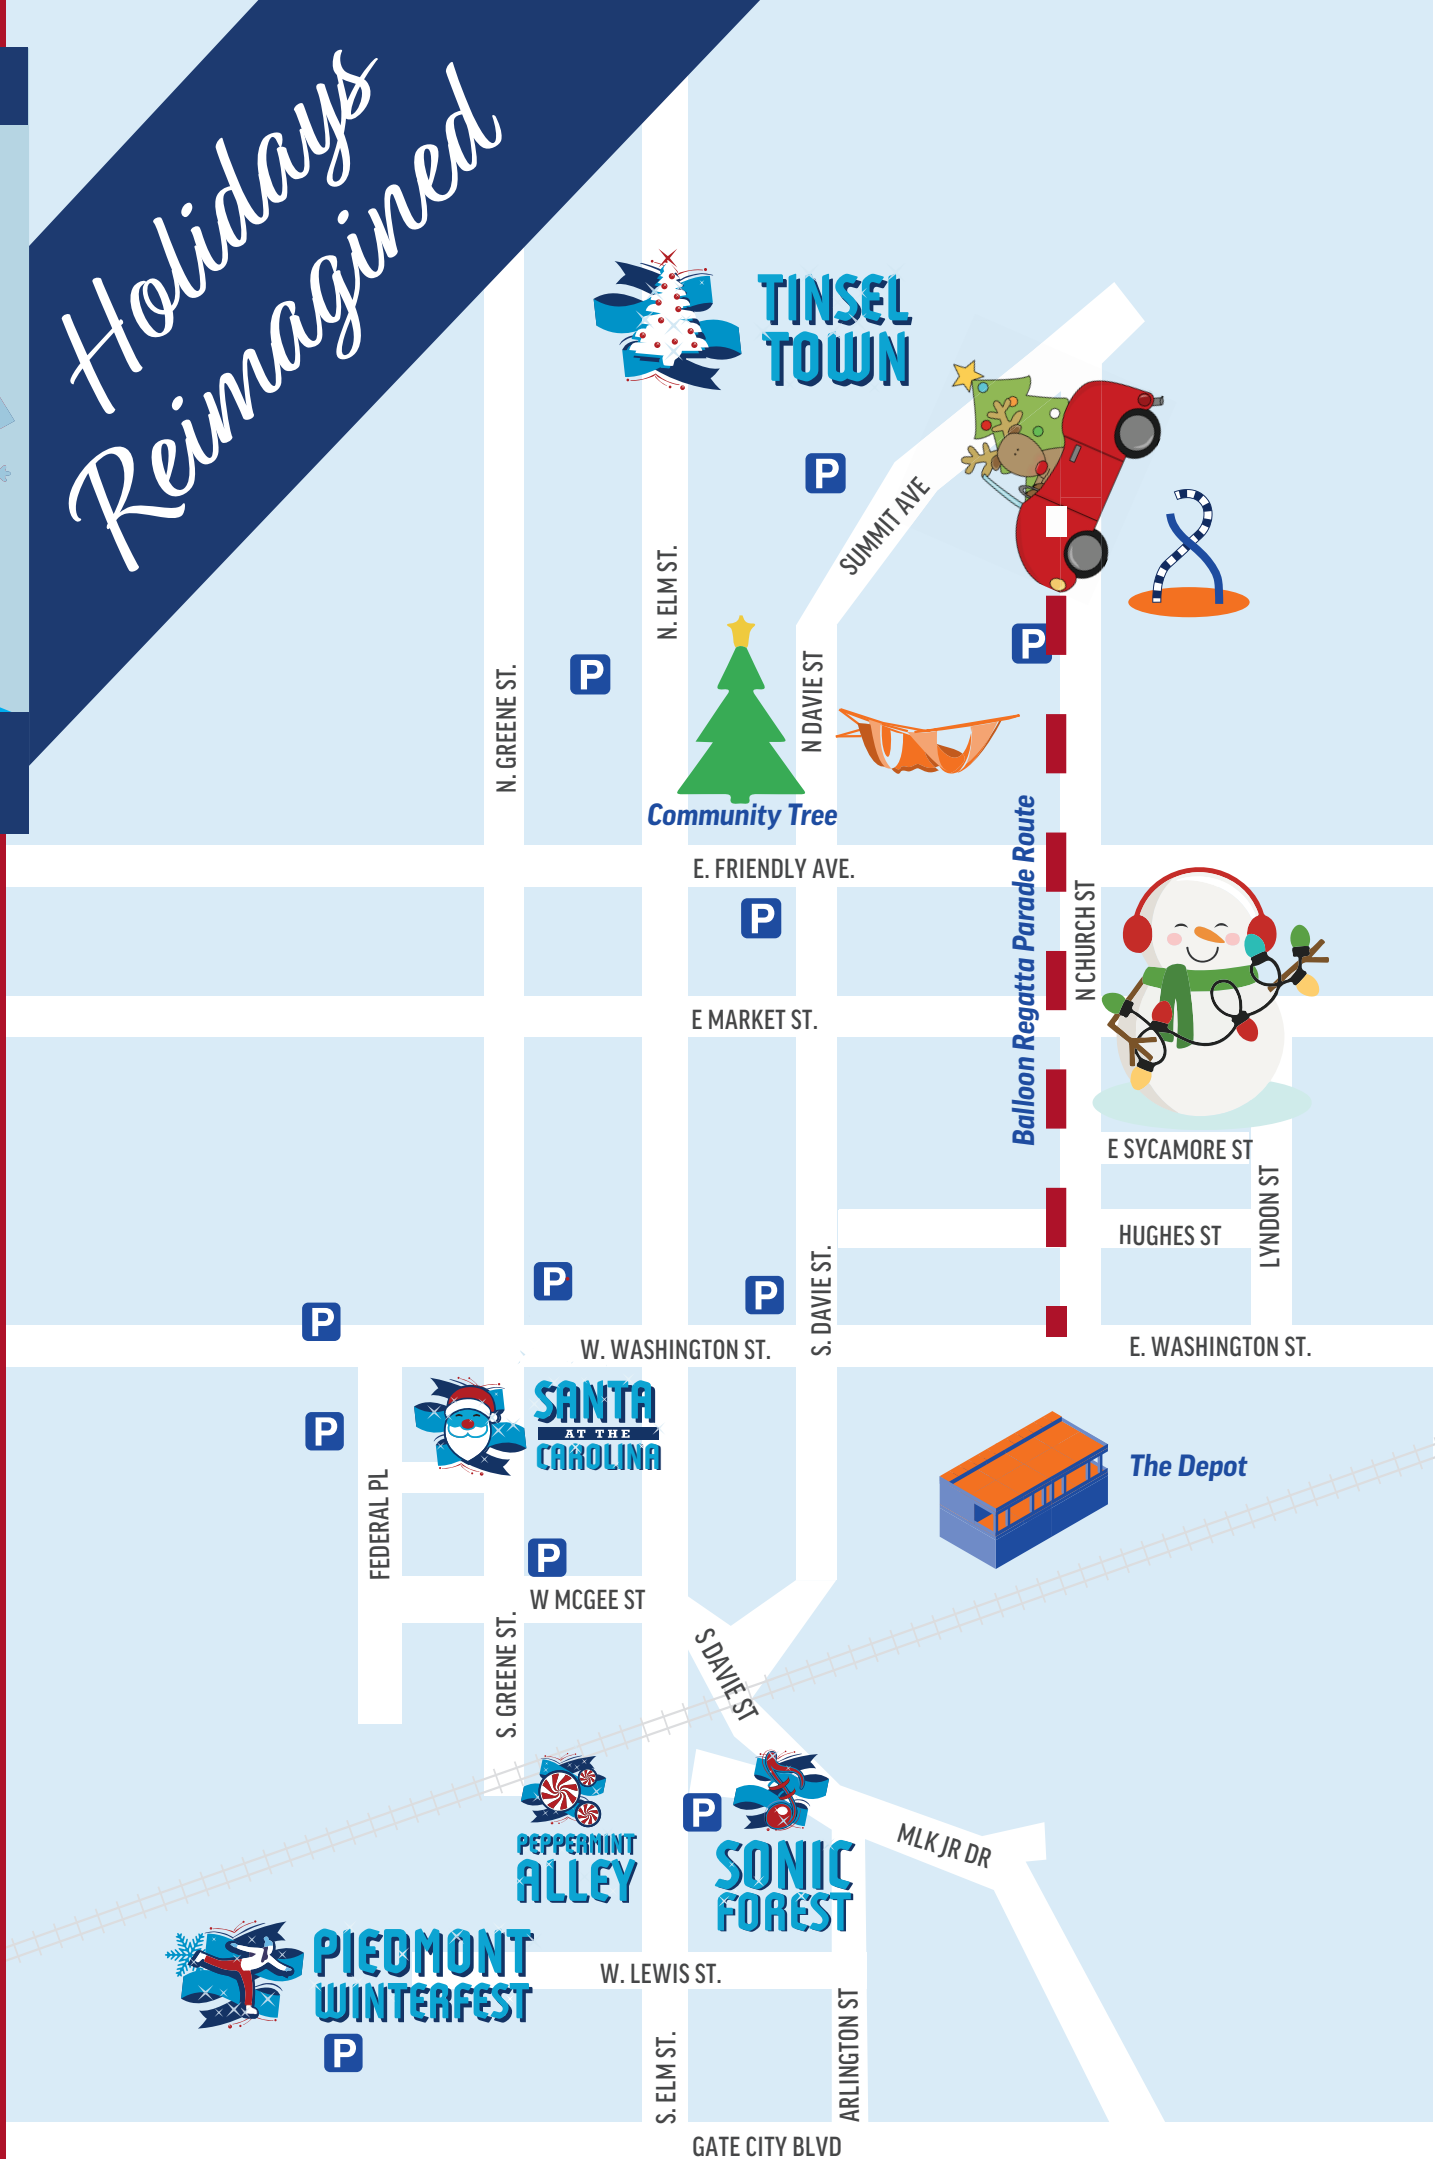 Holidays
Reimagined
TINSEL
TOWN
P
SUMMIT AVE
N. ELM ST.
P
P
N DAVIE ST
N. GREENE ST.
Community Tree
Balloon Regatta Parade Route
E. FRIENDLY AVE.
P
N CHURCH ST
E MARKET ST.
E SYCAMORE ST
LYNDON ST
HUGHES ST
S. DAVIE ST.
P
P
P
W. WASHINGTON ST.
E. WASHINGTON ST.
SANTA
AT THE
CAROLINA
P
The Depot
FEDERAL PL
P
W MCGEE ST
S. GREENE ST.
S DAVIE ST
P
PEPPERMINT
ALLEY
SONIC
FOREST
MLK JR DR
PIEDMONT
WINTERFEST
W. LEWIS ST.
P
S. ELM ST.
ARLINGTON ST
GATE CITY BLVD